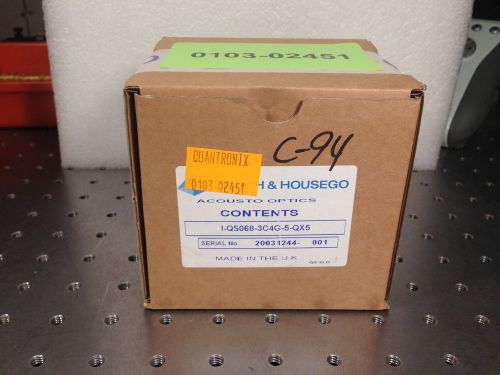 0103-02451
C-94
QUANTRONIX
0103-02451
H & HOUSEGO
ACOUSTO OPTICS
CONTENTS
I-QS068-3C4G-5-QX5
SERIAL No. 20031244- 001
MADE IN THE U.K